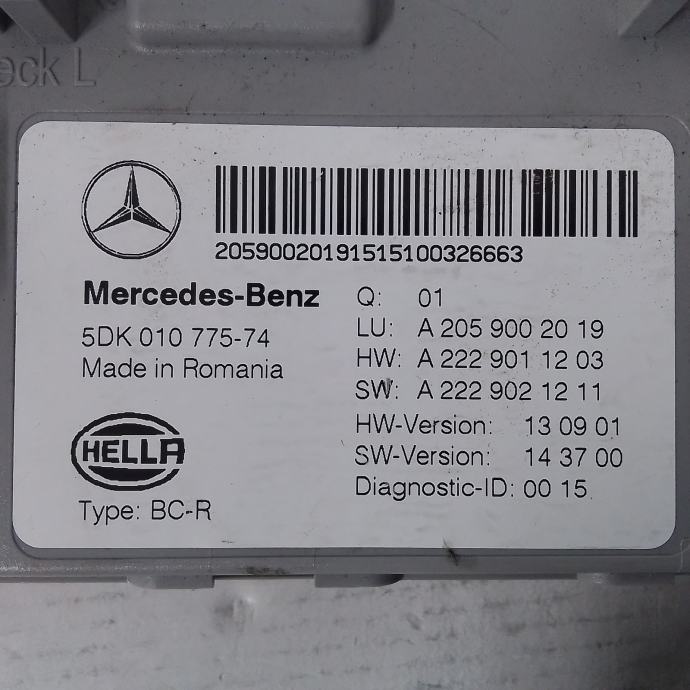 eck L
2059002019151510032​6663
Mercedes-Benz
5DK 010 775-74
Made in Romania
HELLA
Type: BC-R
Q: 01
LU: A 205 900 20 19
HW: A 222 901 12 03
SW: A 222 902 12 11
HW-Version: 13 09 01
SW-Version: 14 37 00
Diagnostic-ID: 00 15